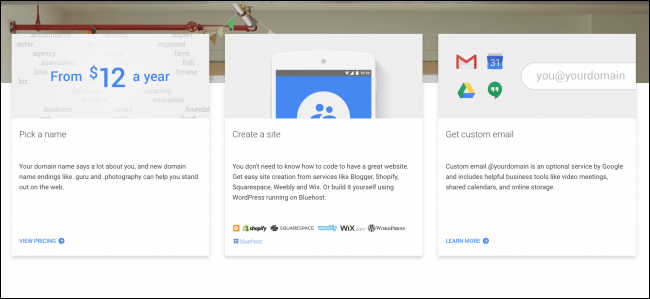 .accountants
expert
actor
exposed
.agency
.farm
.associates
fish
.bike
fitness
.biz
From $12 a year
.business
.email
.education
Pick a name
Your domain name says a lot about you, and new domain
name endings like .guru and .photography can help you stand
out on the web.
VIEW PRICING
Create a site
You don't need to know how to code to have a great website.
Get easy site creation from services like Blogger, Shopify,
Squarespace, Weebly and Wix. Or build it yourself using
WordPress running on Bluehost.
shopify SQUARESPACE weebly WiX.com WORDPRESS
bluehost
31
you@yourdomain
Get custom email
Custom email @yourdomain is an optional service by Google
and includes helpful business tools like video meetings,
shared calendars, and online storage.
LEARN MORE